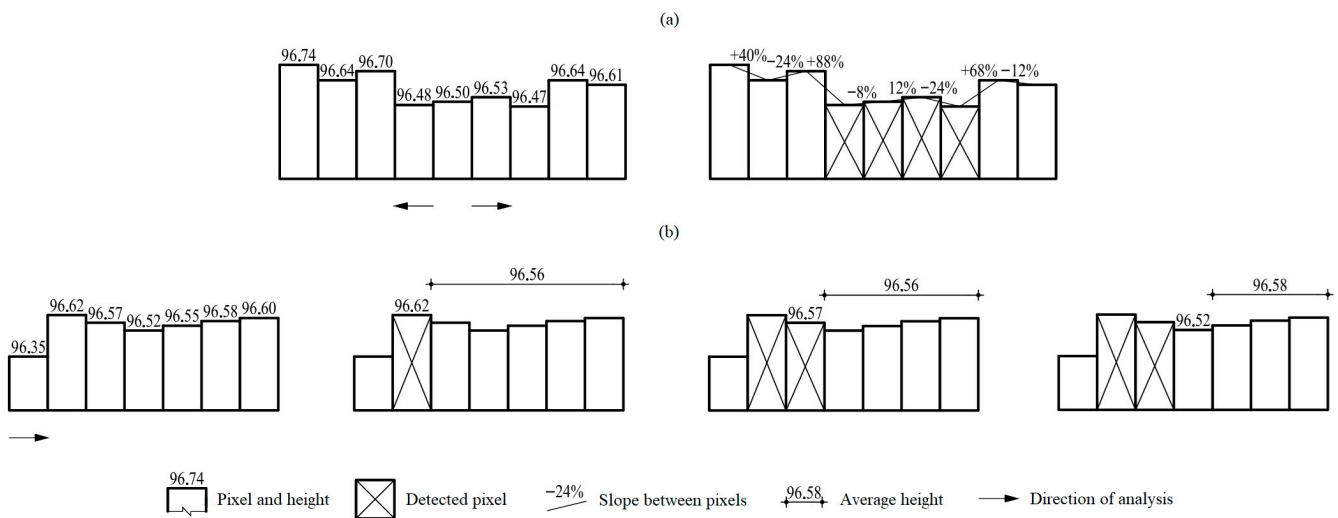 (a)
96.74 96.64 96.70 96.48 96.50 96.53 96.47 96.64 96.61
+40% −24% +88% −8% 12% −24% +68% −12%
(b)
96.35 96.62 96.57 96.52 96.55 96.58 96.60
96.62 96.56
96.57 96.56
96.52 96.58
96.74 Pixel and height
Detected pixel
−24% Slope between pixels
96.58 Average height
Direction of analysis